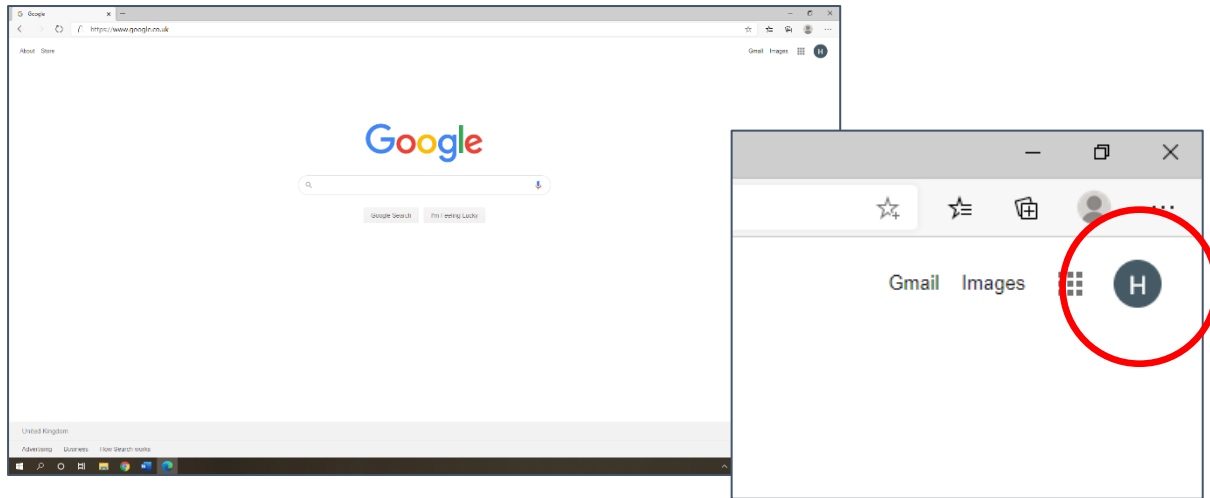 G Google
https://www.google.co.uk
About Store
Gmail Images H
Google
Google Search I'm Feeling Lucky
United Kingdom
Advertising Business How Search works
Gmail Images H